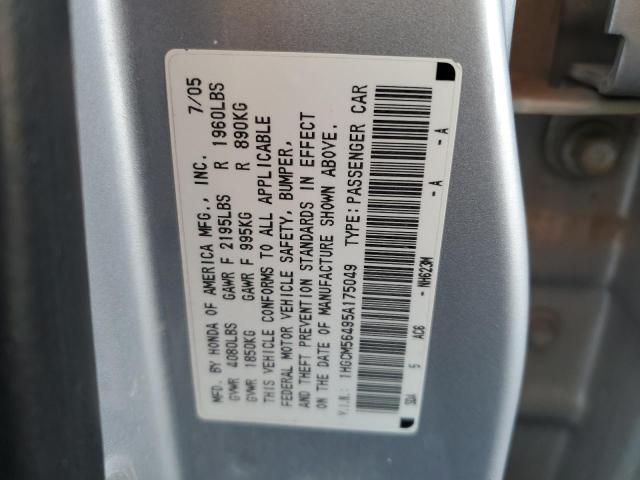 MFD. BY HONDA OF AMERICA MFG., INC. 7/05
GVWR 4080LBS GAWR F 2195LBS R 1960LBS
GVWR 1850KG GAWR F 995KG R 890KG
THIS VEHICLE CONFORMS TO ALL APPLICABLE
FEDERAL MOTOR VEHICLE SAFETY, BUMPER,
AND THEFT PREVENTION STANDARDS IN EFFECT
ON THE DATE OF MANUFACTURE SHOWN ABOVE.
V.I.N.: 1HGCM56495A175049 TYPE: PASSENGER CAR
SDA 5 AC6 - NH623M - A - A